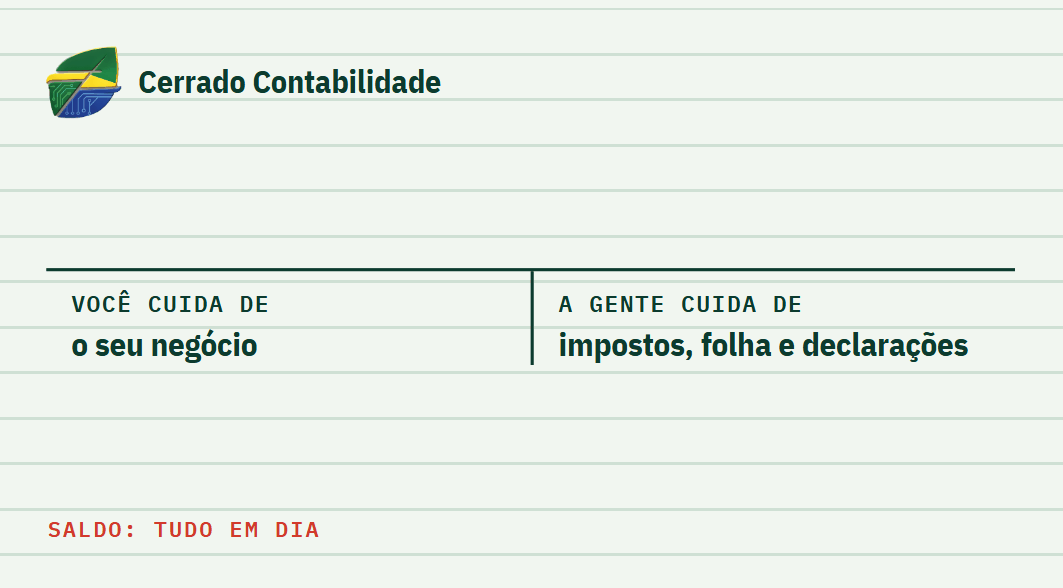 Cerrado Contabilidade
VOCÊ CUIDA DE
o seu negócio
A GENTE CUIDA DE
impostos, folha e declarações
SALDO: TUDO EM DIA